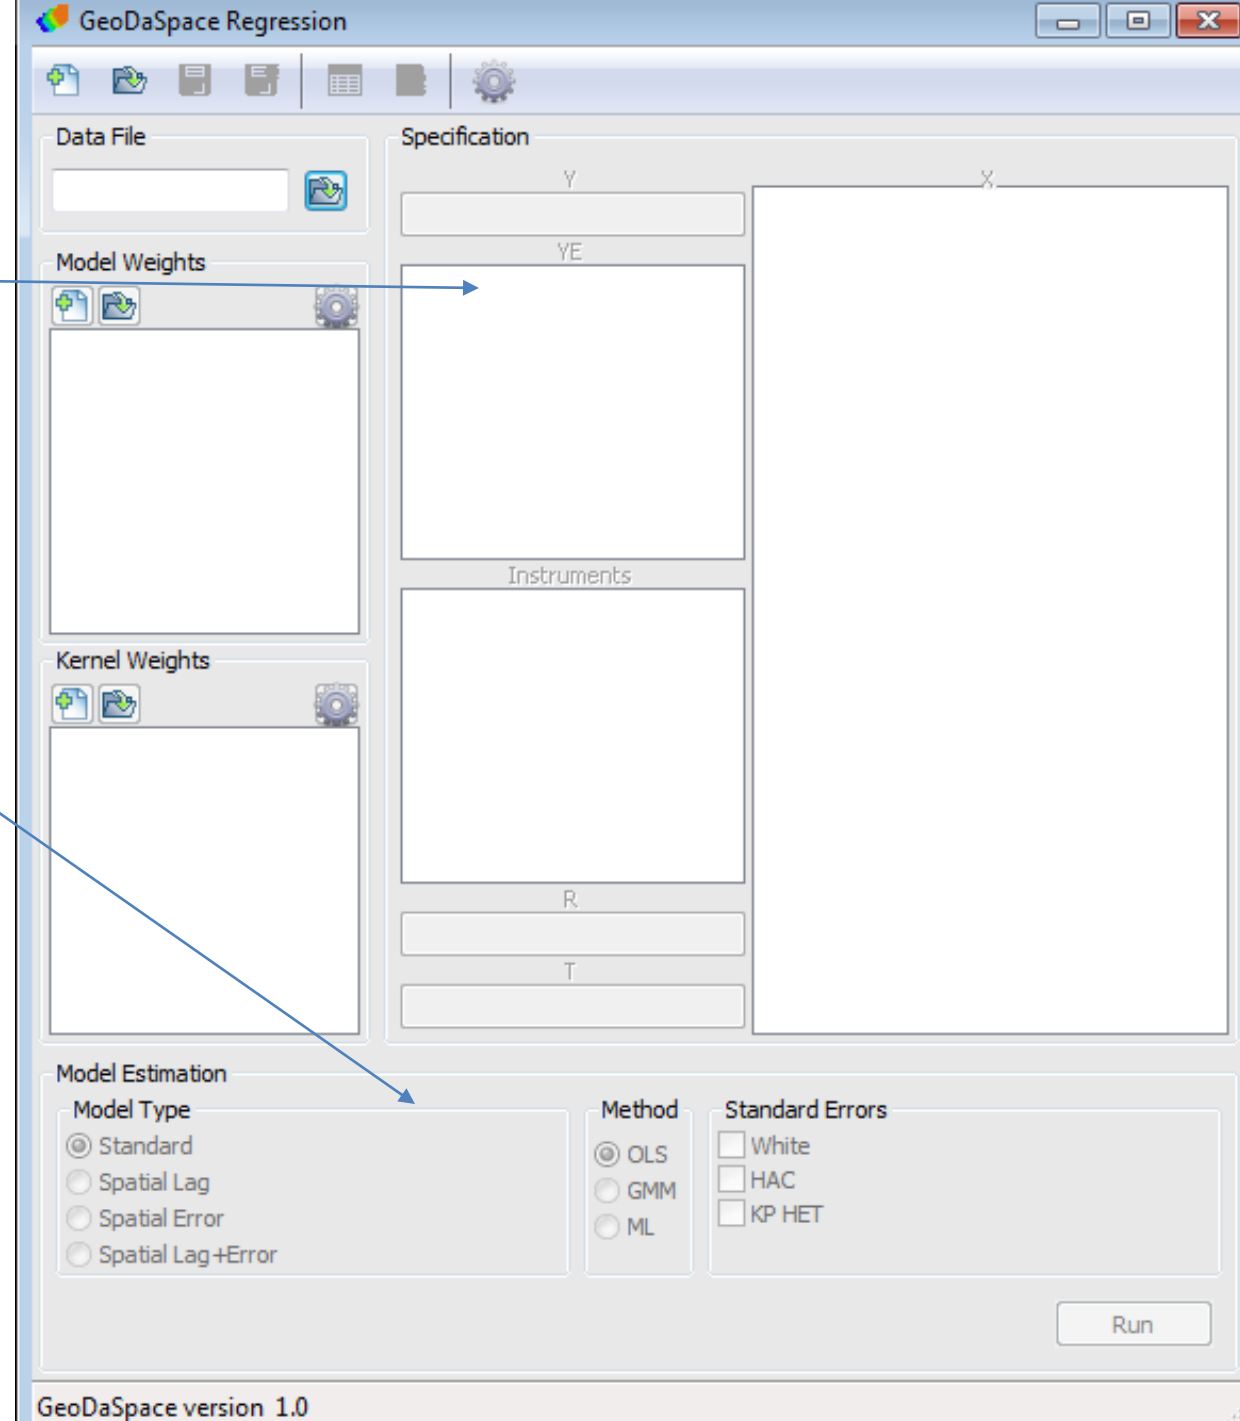 GeoDaSpace Regression
Data File
Specification
Y
X
YE
Model Weights
Instruments
Kernel Weights
R
T
Model Estimation
Model Type
Method
Standard Errors
Standard
OLS
White
Spatial Lag
GMM
HAC
Spatial Error
ML
KP HET
Spatial Lag+Error
Run
GeoDaSpace version 1.0